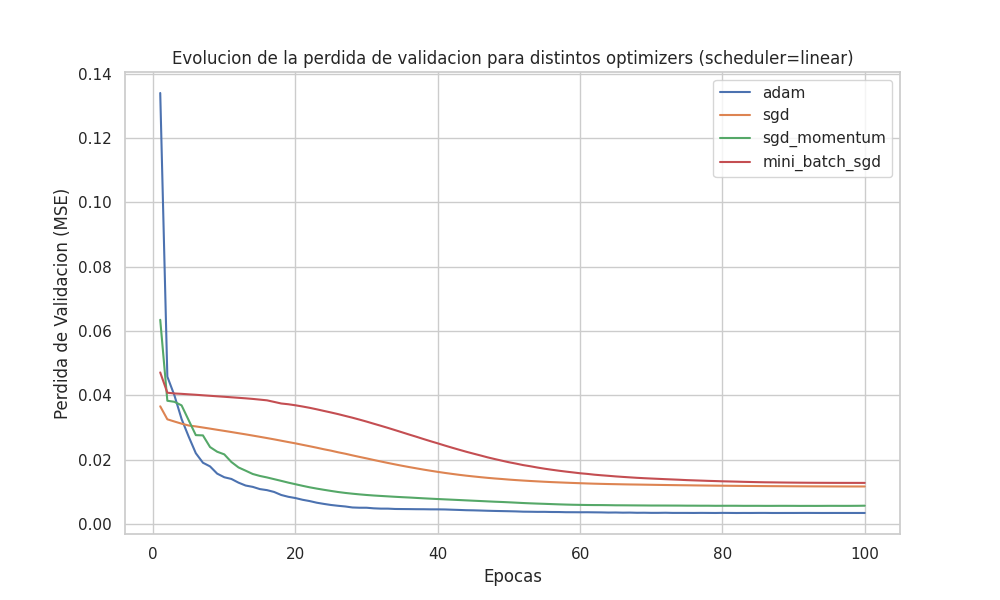 Evolucion de la perdida de validacion para distintos optimizers (scheduler=linear)
0.14
0.12
0.10
0.08
0.06
0.04
0.02
0.00
Perdida de Validacion (MSE)
adam
sgd
sgd_momentum
mini_batch_sgd
0
20
40
60
80
100
Epocas